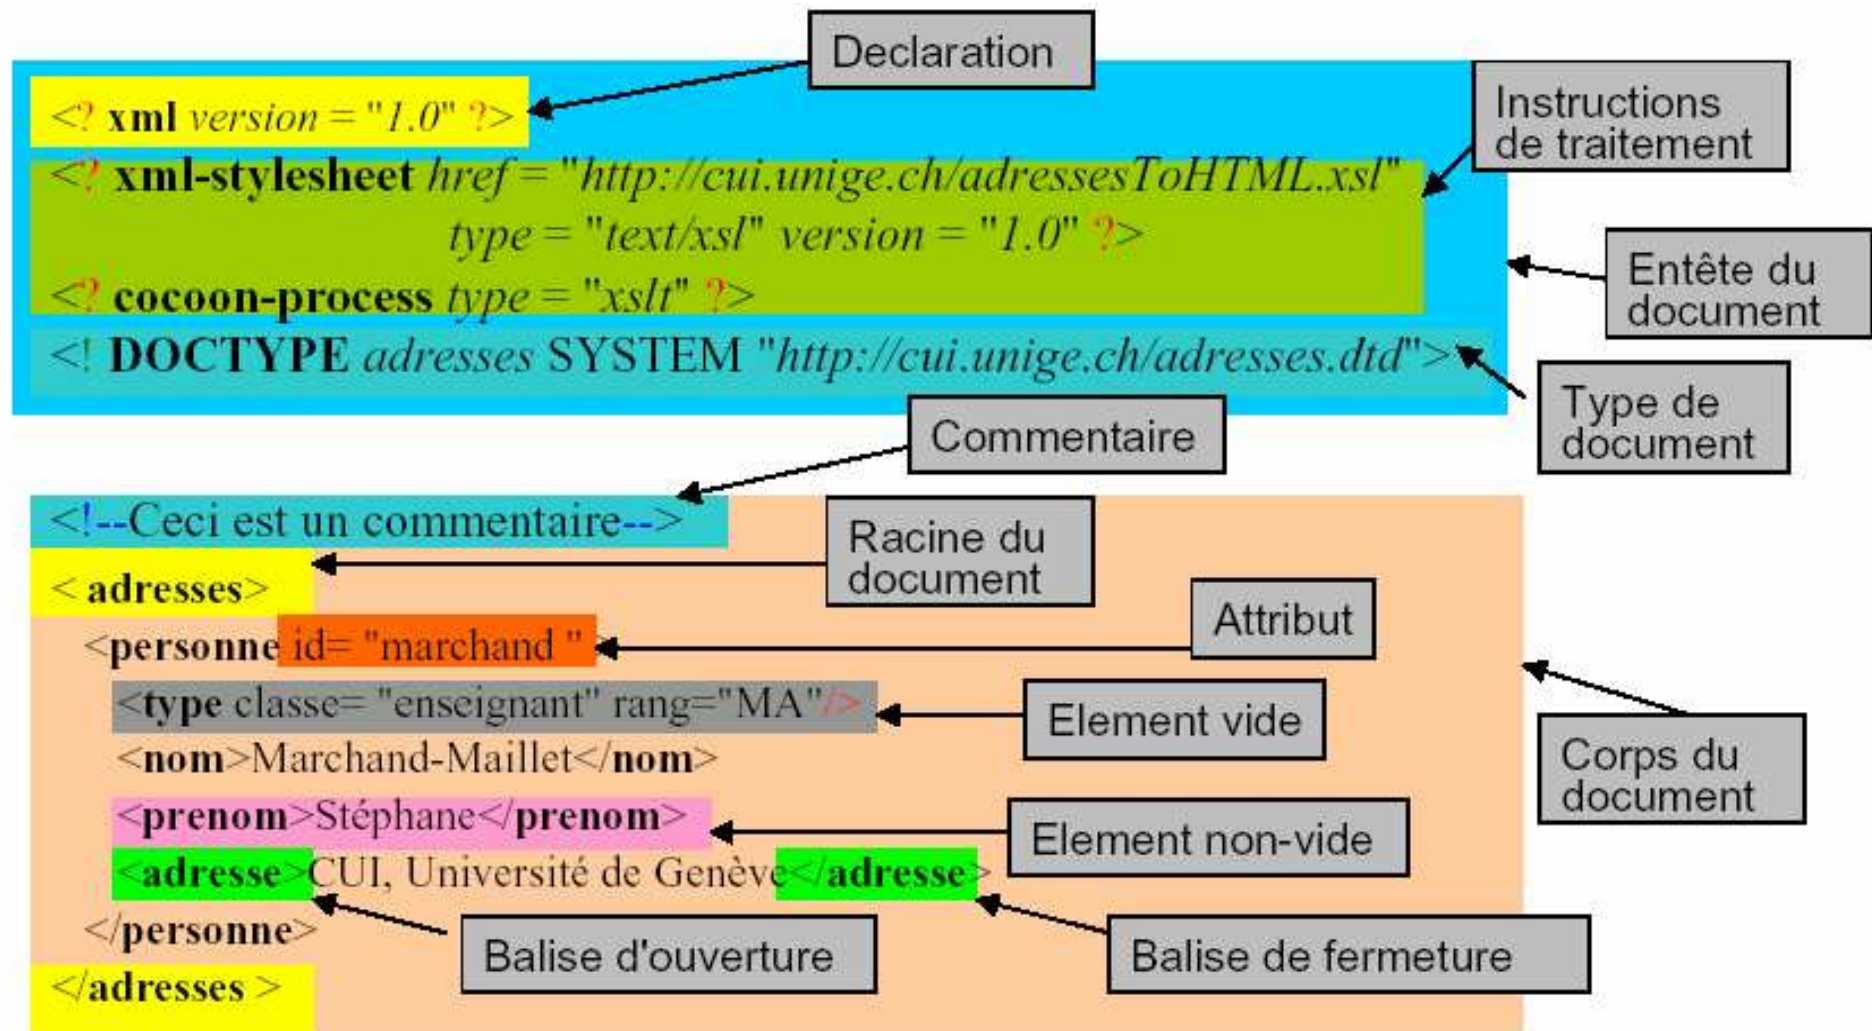 Declaration
<? xml version = "1.0" ?>
Instructions
de traitement
<? xml-stylesheet href = "http://cui.unige.ch/adressesToHTML.xsl"
type = "text/xsl" version = "1.0" ?>
Entête du
document
<? cocoon-process type = "xslt" ?>
<! DOCTYPE adresses SYSTEM "http://cui.unige.ch/adresses.dtd">
Type de
document
Commentaire
<!--Ceci est un commentaire-->
Racine du
document
< adresses>
Attribut
<personne id= "marchand " >
<type classe= "enseignant" rang="MA"/>
Element vide
<nom>Marchand-Maillet</nom>
Corps du
document
<prenom>Stéphane</prenom>
Element non-vide
<adresse>CUI, Université de Genève</adresse>
</personne>
Balise d'ouverture
Balise de fermeture
</adresses >